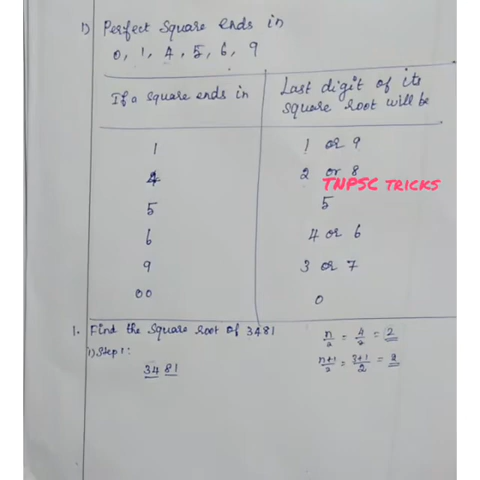 1) Perfect Square ends in
0, 1, 4, 5, 6, 9
If a square ends in
Last digit of its
square root will be
1
1 or 9
4
2 or 8
TNPSC TRICKS
5
5
6
4 or 6
9
3 or 7
00
0
1. Find the Square root of 3481
n/2 = 4/2 = 2
1) Step 1:
n+1/2 = 3+1/2 = 2
34 81